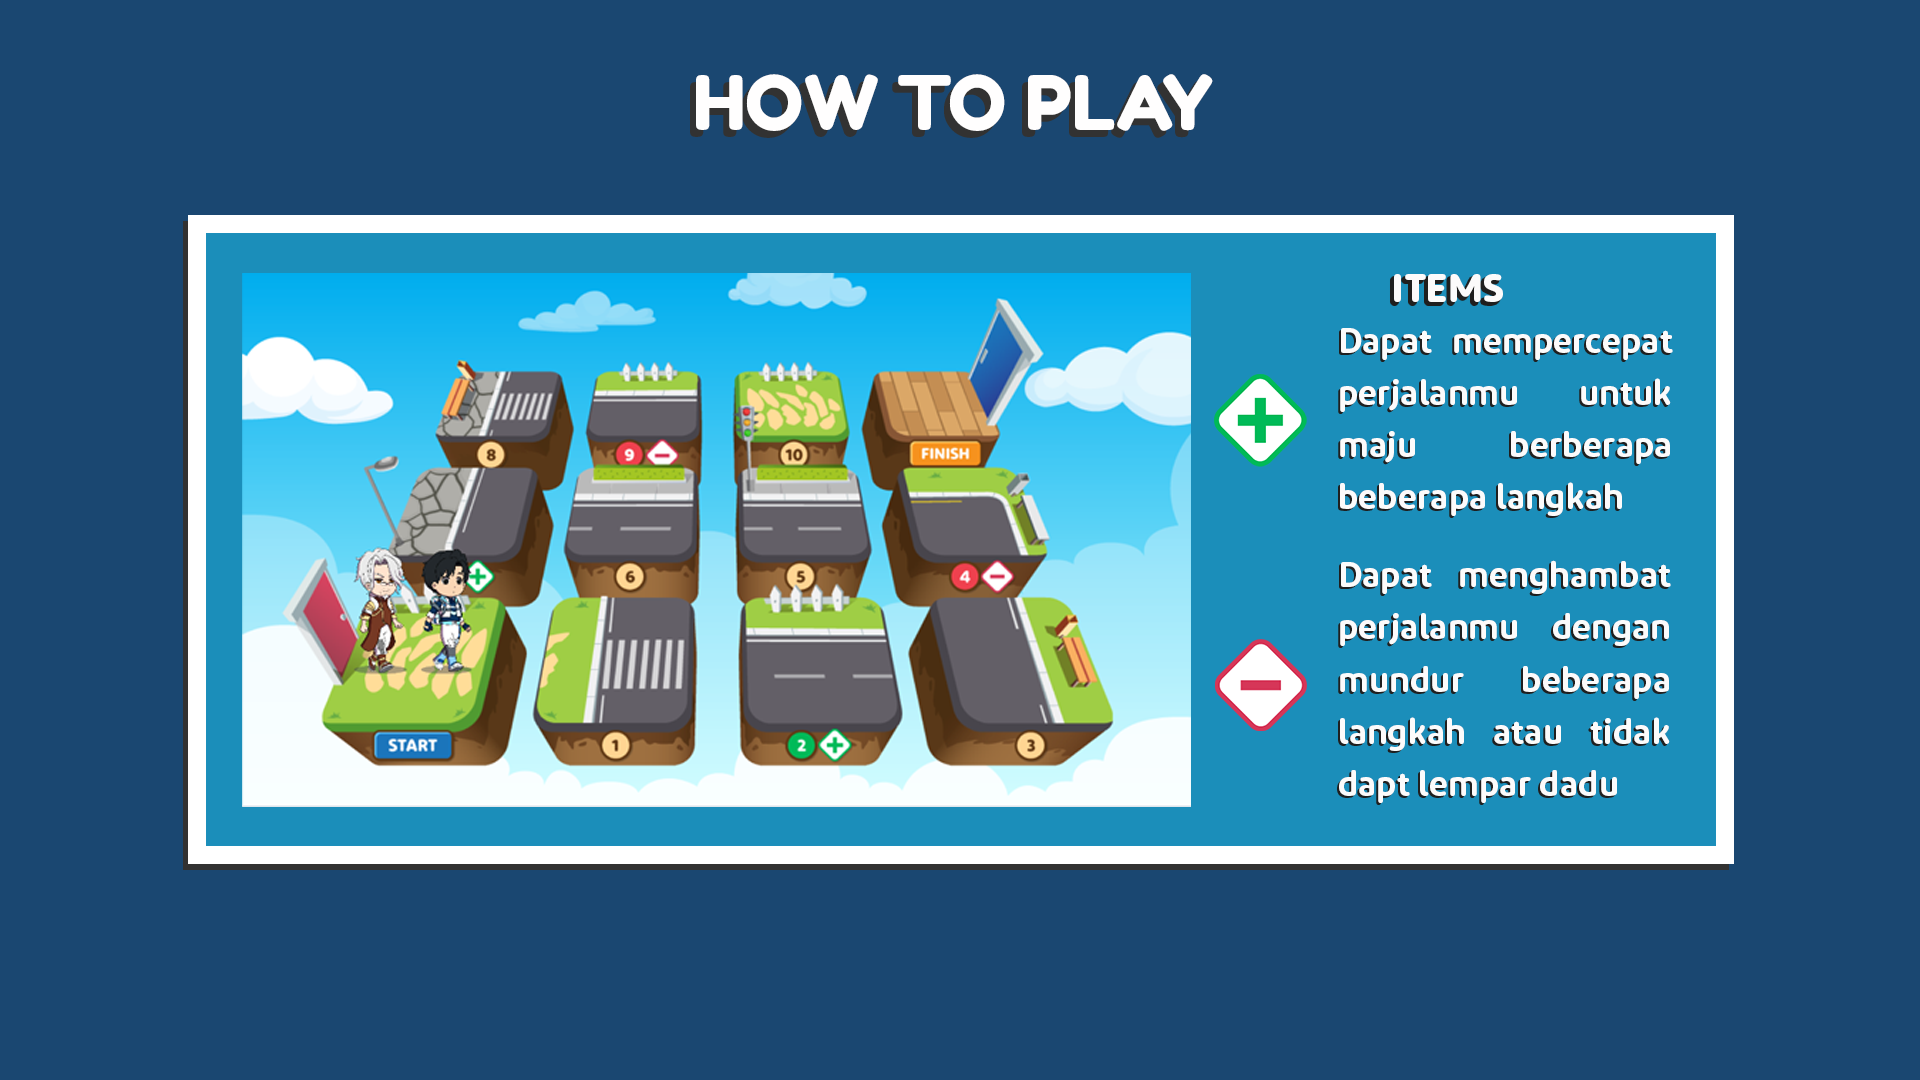 HOW TO PLAY
ITEMS
Dapat mempercepat
perjalanmu untuk
maju berberapa
beberapa langkah
Dapat menghambat
perjalanmu dengan
mundur beberapa
langkah atau tidak
dapt lempar dadu
8
9
10
FINISH
6
5
4
START
1
2
3